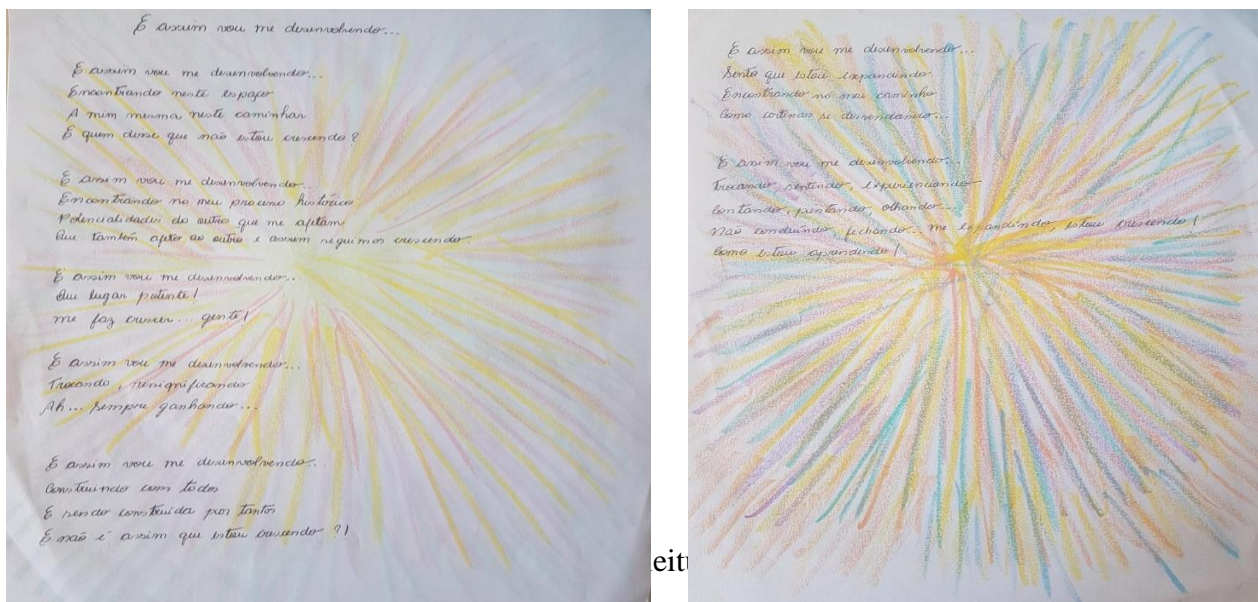 E assim vou me desenvolvendo...
E assim vou me desenvolvendo...
Encontrando neste espaço
A mim mesma neste caminhar
E quem disse que não estou crescendo?
E assim vou me desenvolvendo...
Encontrando no meu processo histórico
Potencialidades do outro que me afetam
Que também afeto ao outro e assim seguimos crescendo
E assim vou me desenvolvendo...
Que lugar potente!
me faz crescer... gente!
E assim vou me desenvolvendo...
Trocando, resignificando
Ah... sempre ganhando...
E assim vou me desenvolvendo...
Construindo com todos
E sendo construída por tantos
E não é assim que estou crescendo?!
E assim vou me desenvolvendo...
Sinto que estou expandindo
Encontrando no meu caminho
Como cortinas se desvendando...
E assim vou me desenvolvendo...
Trocando, sentindo, experienciando
Contando, pintando, olhando...
Não concluindo, fechando... me expandindo, estou crescendo!
Como estou aprendendo!
eitu